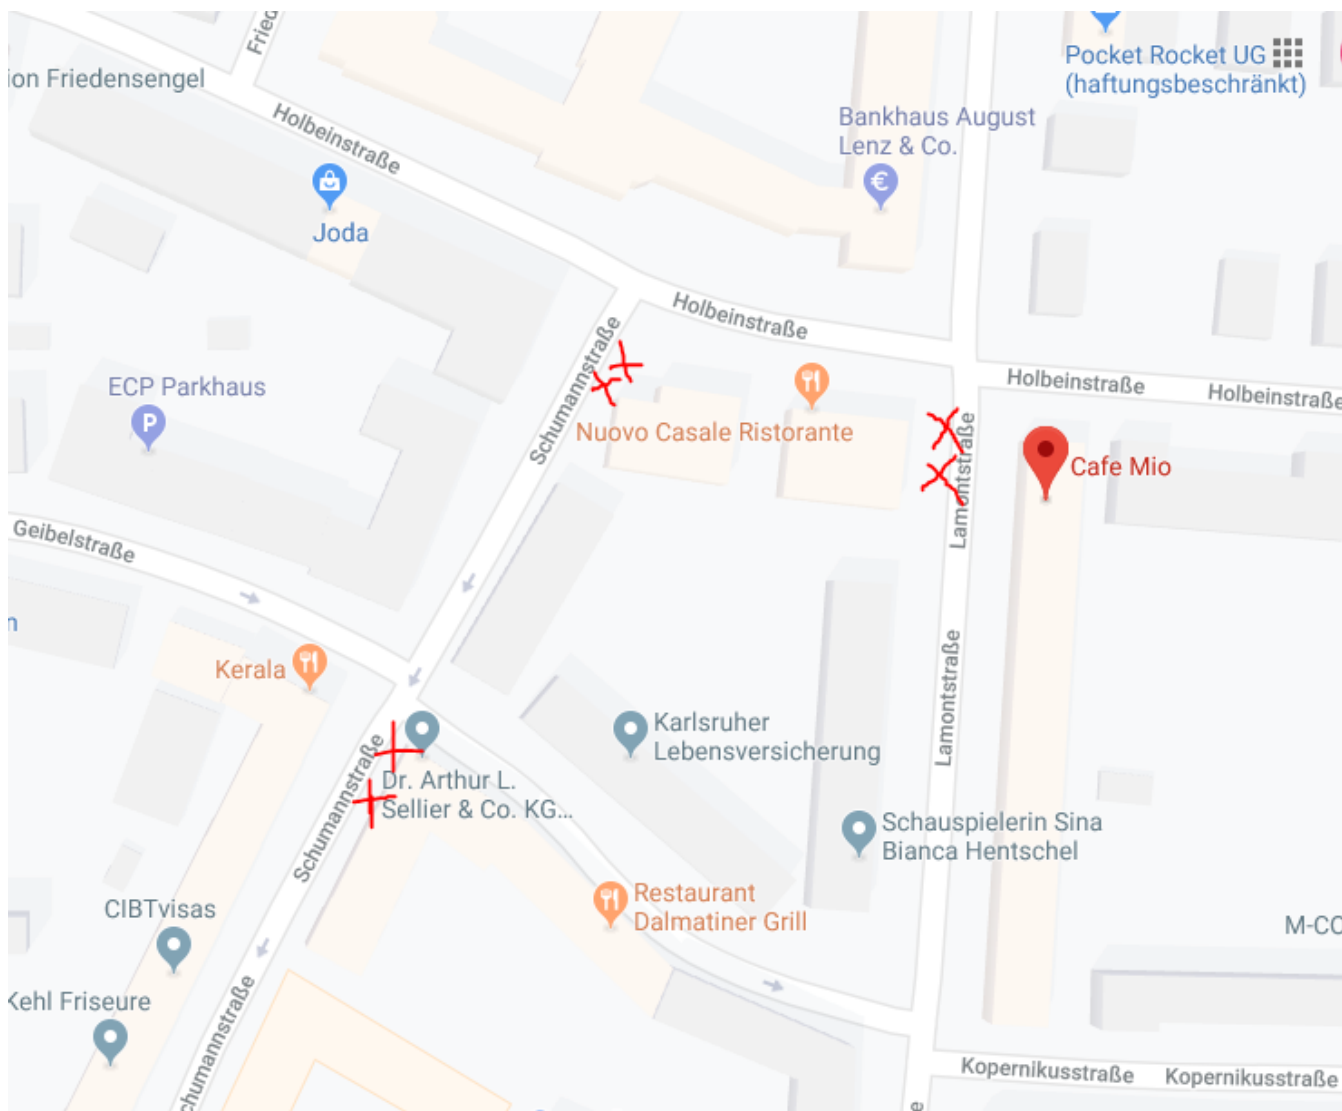 Fried
ion Friedensengel
Pocket Rocket UG
(haftungsbeschränkt)
Bankhaus August
Lenz & Co.
Holbeinstraße
€
Joda
Holbeinstraße
Schumannstraße
ECP Parkhaus
P
Holbeinstraße
Holbeinstraße
Nuovo Casale Ristorante
Lamontstraße
Cafe Mio
Geibelstraße
n
Kerala
Lamontstraße
Karlsruher
Lebensversicherung
Schumannstraße
Dr. Arthur L.
Sellier & Co. KG...
Schauspielerin Sina
Bianca Hentschel
Restaurant
Dalmatiner Grill
CIBTvisas
M-CO
Kehl Friseure
chumannstraße
Kopernikusstraße
Kopernikusstraße
e